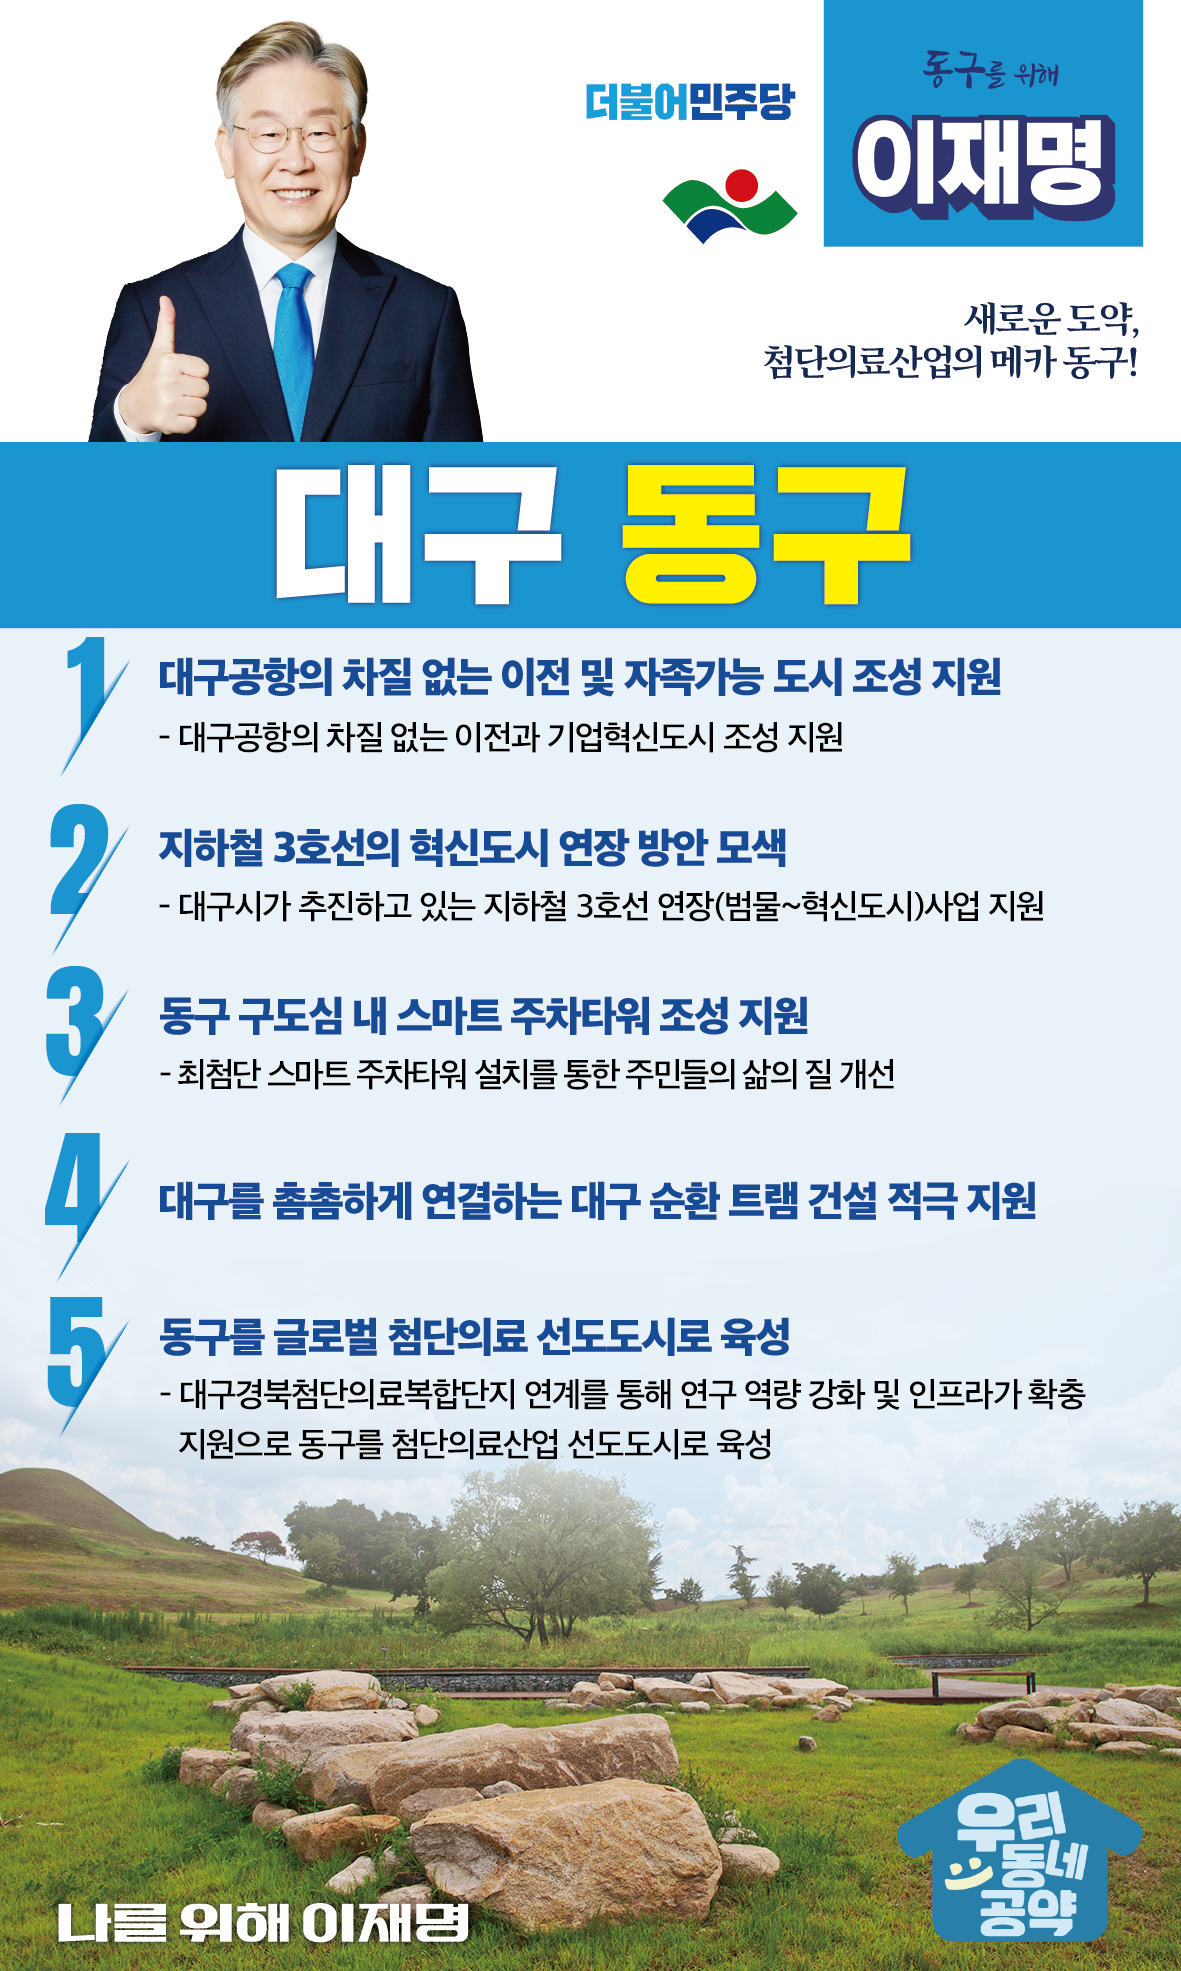 더불어민주당
동구를 위해
이재명
새로운 도약,
첨단의료산업의 메카 동구!
대구 동구
1
대구공항의 차질 없는 이전 및 자족가능 도시 조성 지원
- 대구공항의 차질 없는 이전과 기업혁신도시 조성 지원
2
지하철 3호선의 혁신도시 연장 방안 모색
- 대구시가 추진하고 있는 지하철 3호선 연장(범물~혁신도시)사업 지원
3
동구 구도심 내 스마트 주차타워 조성 지원
- 최첨단 스마트 주차타워 설치를 통한 주민들의 삶의 질 개선
4
대구를 촘촘하게 연결하는 대구 순환 트램 건설 적극 지원
5
동구를 글로벌 첨단의료 선도도시로 육성
- 대구경북첨단의료복합단지 연계를 통해 연구 역량 강화 및 인프라가 확충
지원으로 동구를 첨단의료산업 선도도시로 육성
우리
동네
공약
나를 위해 이재명